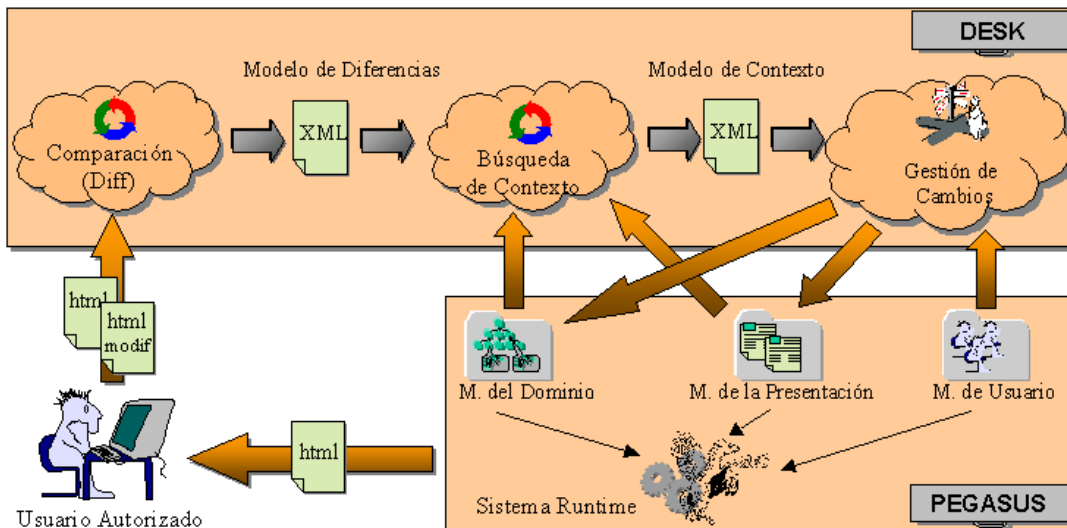 DESK
Modelo de Diferencias
Modelo de Contexto
XML
XML
Comparación
(Diff)
Búsqueda
de Contexto
Gestión de
Cambios
html
html
modif
M. del Dominio
M. de la Presentación
M. de Usuario
html
Sistema Runtime
Usuario Autorizado
PEGASUS